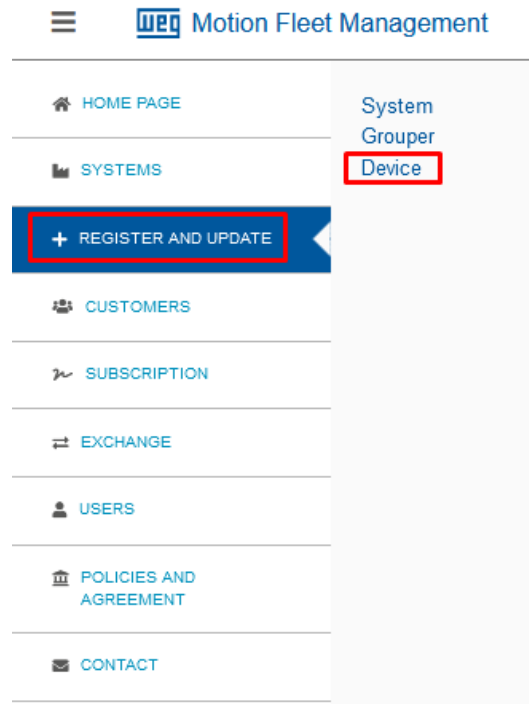 WEG Motion Fleet Management
HOME PAGE
SYSTEMS
REGISTER AND UPDATE
CUSTOMERS
SUBSCRIPTION
EXCHANGE
USERS
POLICIES AND
AGREEMENT
CONTACT
System
Grouper
Device